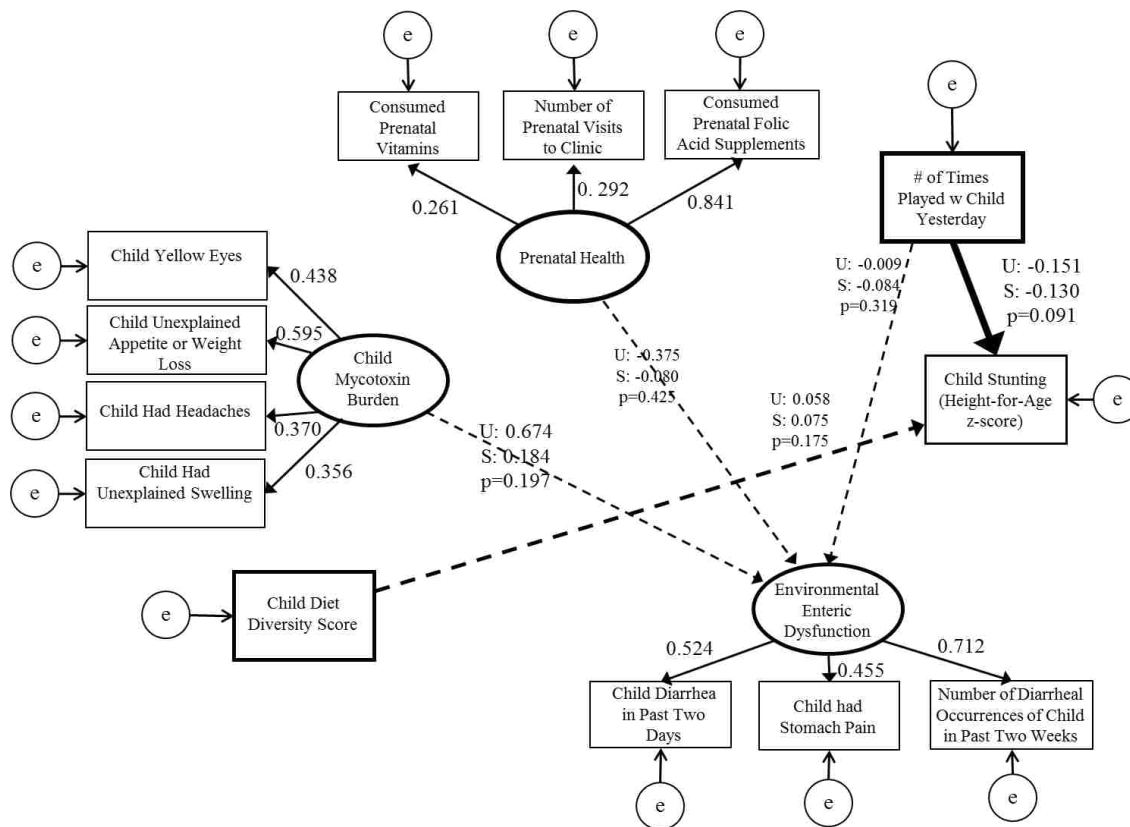 e
e
e
Consumed
Prenatal
Vitamins
Number of
Prenatal Visits
to Clinic
Consumed
Prenatal Folic
Acid Supplements
e
# of Times
Played w Child
Yesterday
0.261
0. 292
0.841
Prenatal Health
e
Child Yellow Eyes
0.438
U: -0.009
S: -0.084
p=0.319
U: -0.151
S: -0.130
p=0.091
e
Child Unexplained
Appetite or Weight
Loss
0.595
Child
Mycotoxin
Burden
U: -0.375
S: -0.080
p=0.425
Child Stunting
(Height-for-Age
z-score)
e
e
Child Had Headaches
0.370
U: 0.058
S: 0.075
p=0.175
e
Child Had
Unexplained Swelling
0.356
U: 0.674
S: 0.184
p=0.197
e
Child Diet
Diversity Score
Environmental
Enteric
Dysfunction
0.524
0.455
0.712
Child Diarrhea
in Past Two
Days
Child had
Stomach Pain
Number of Diarrheal
Occurrences of Child
in Past Two Weeks
e
e
e